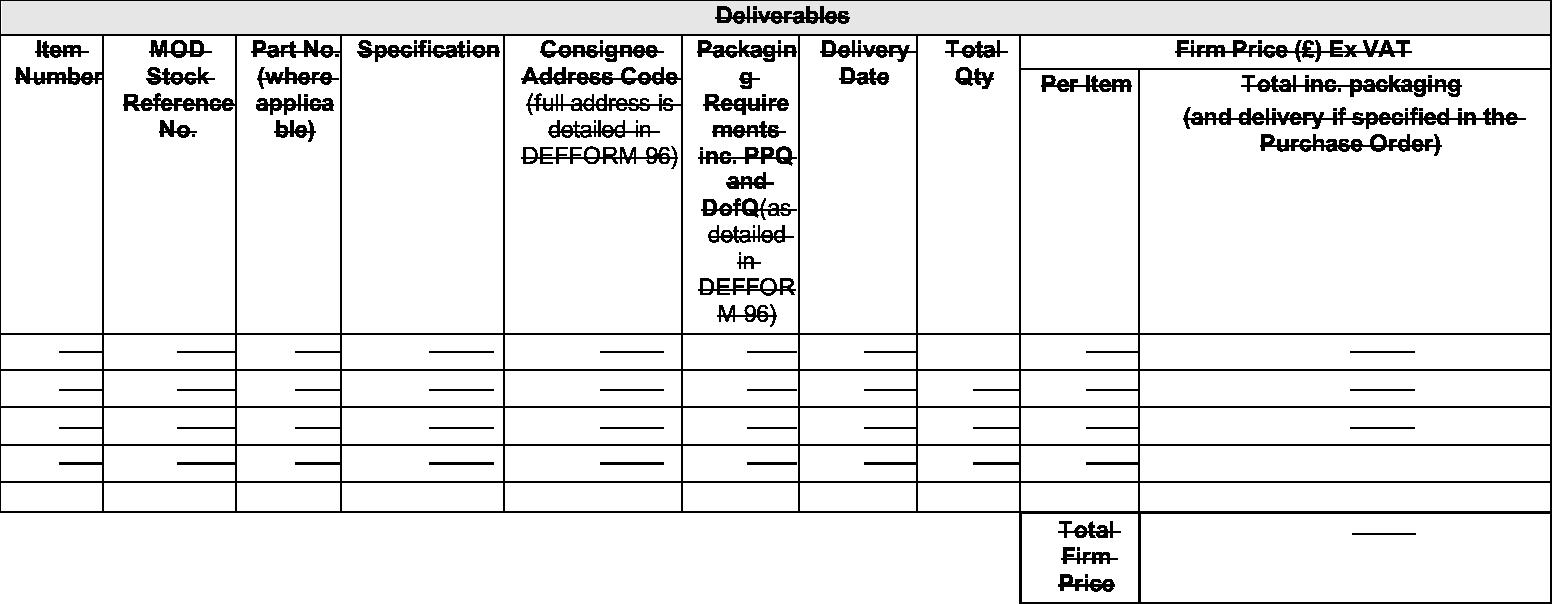 Deliverables
Item
Number
MOD
Stock
Reference
No.
Part No.
(where
applica
ble)
Specification
Consignee
Address Code
(full address is
detailed in
DEFFORM 96)
Packagin
g
Require
ments
inc. PPQ
and
DofQ(as
detailed
in
DEFFOR
M 96)
Delivery
Date
Total
Qty
Firm Price (£) Ex VAT
Per Item
Total inc. packaging
(and delivery if specified in the
Purchase Order)
Total
Firm
Price